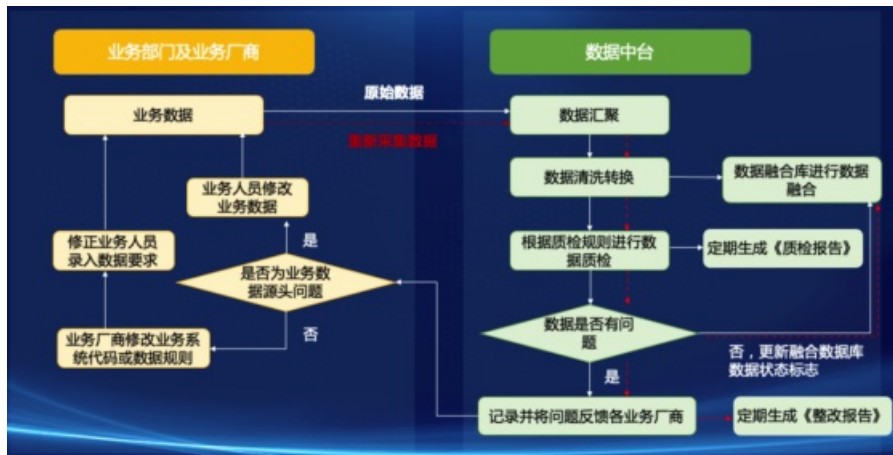 业务部门及业务厂商
数据中台
业务数据
原始数据
重新采集数据
数据汇聚
业务人员修改
业务数据
数据清洗转换
数据融合库进行数据
融合
修正业务人员
录入数据要求
是
是否为业务数
据源头问题
根据质检规则进行数
据质检
定期生成《质检报告》
业务厂商修改业务系
统代码或数据规则
否
数据是否有问
题
否，更新融合数据库
数据状态标志
是
记录并将问题反馈各业务厂商
定期生成《整改报告》